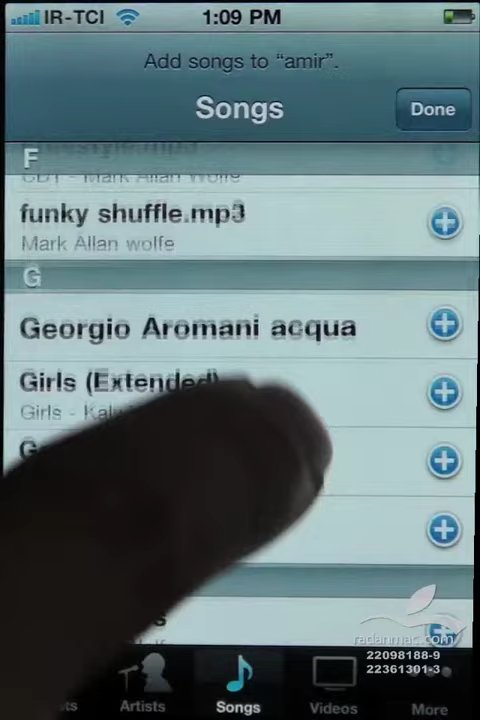 IR-TCI 1:09 PM
Add songs to “amir”.
Songs
Done
F
CD1 - Mark Allan Wolfe
funky shuffle.mp3
Mark Allan wolfe
G
Georgio Aromani acqua
Girls (Extended)
Girls -
radanmac.com
22098188-9
22361301-3
Artists
Songs
Videos
More